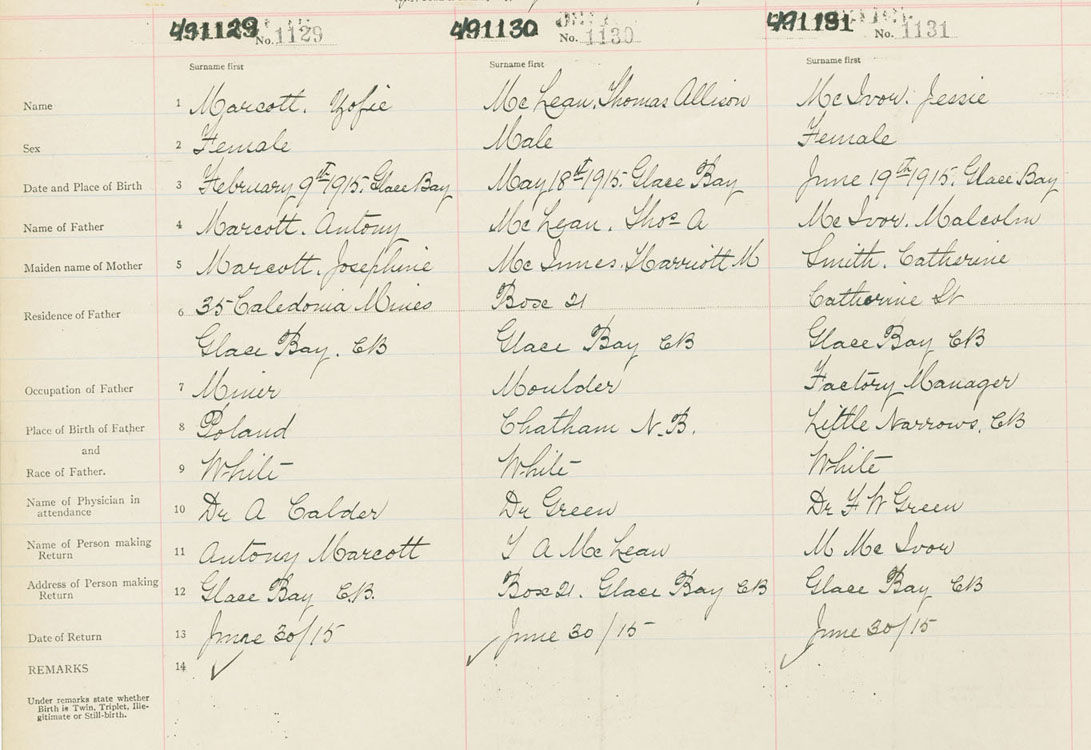 491129 No. 1129 491130 No. 1130 491131 No. 1131
Surname first Surname first Surname first
Name 1 Marcott. Zofie McLean. Thomas Allison McIvor. Jessie
Sex 2 Female Male Female
Date and Place of Birth 3 February 9th 1915. Glace Bay May 18th 1915. Glace Bay June 19th 1915. Glace Bay
Name of Father 4 Marcott. Antony McLean. Thos A McIvor. Malcolm
Maiden name of Mother 5 Marcott. Josephine McInnes. Harriott M Smith. Catherine
Residence of Father 6 35 Caledonia Mines Box 21 Catherine St
Glace Bay. CB Glace Bay CB Glace Bay CB
Occupation of Father 7 Miner Moulder Factory Manager
Place of Birth of Father 8 Poland Chatham N.B. Little Narrows. CB
and
Race of Father. 9 White White White
Name of Physician in
attendance 10 Dr A Calder Dr Green Dr F W Green
Name of Person making
Return 11 Antony Marcott T A McLean M McIvor
Address of Person making
Return 12 Glace Bay C.B. Box 21. Glace Bay CB Glace Bay CB
Date of Return 13 June 30/15 June 30/15 June 30/15
REMARKS 14
Under remarks state whether
Birth is Twin, Triplet, Ille-
gitimate or Still-birth.